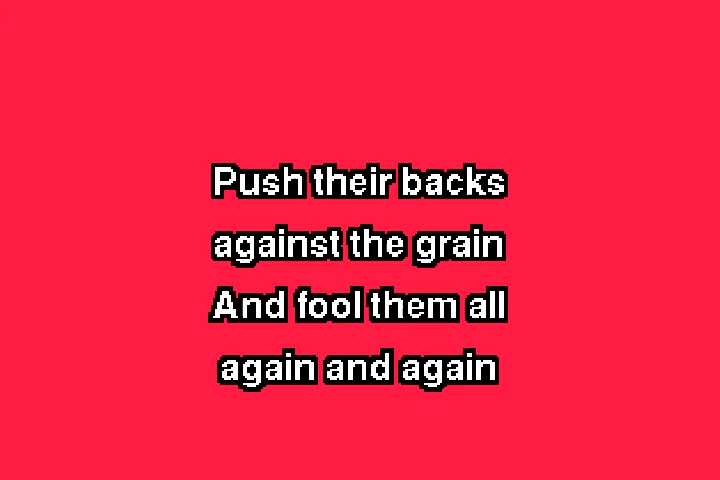 Push their backs
against the grain
And fool them all
again and again